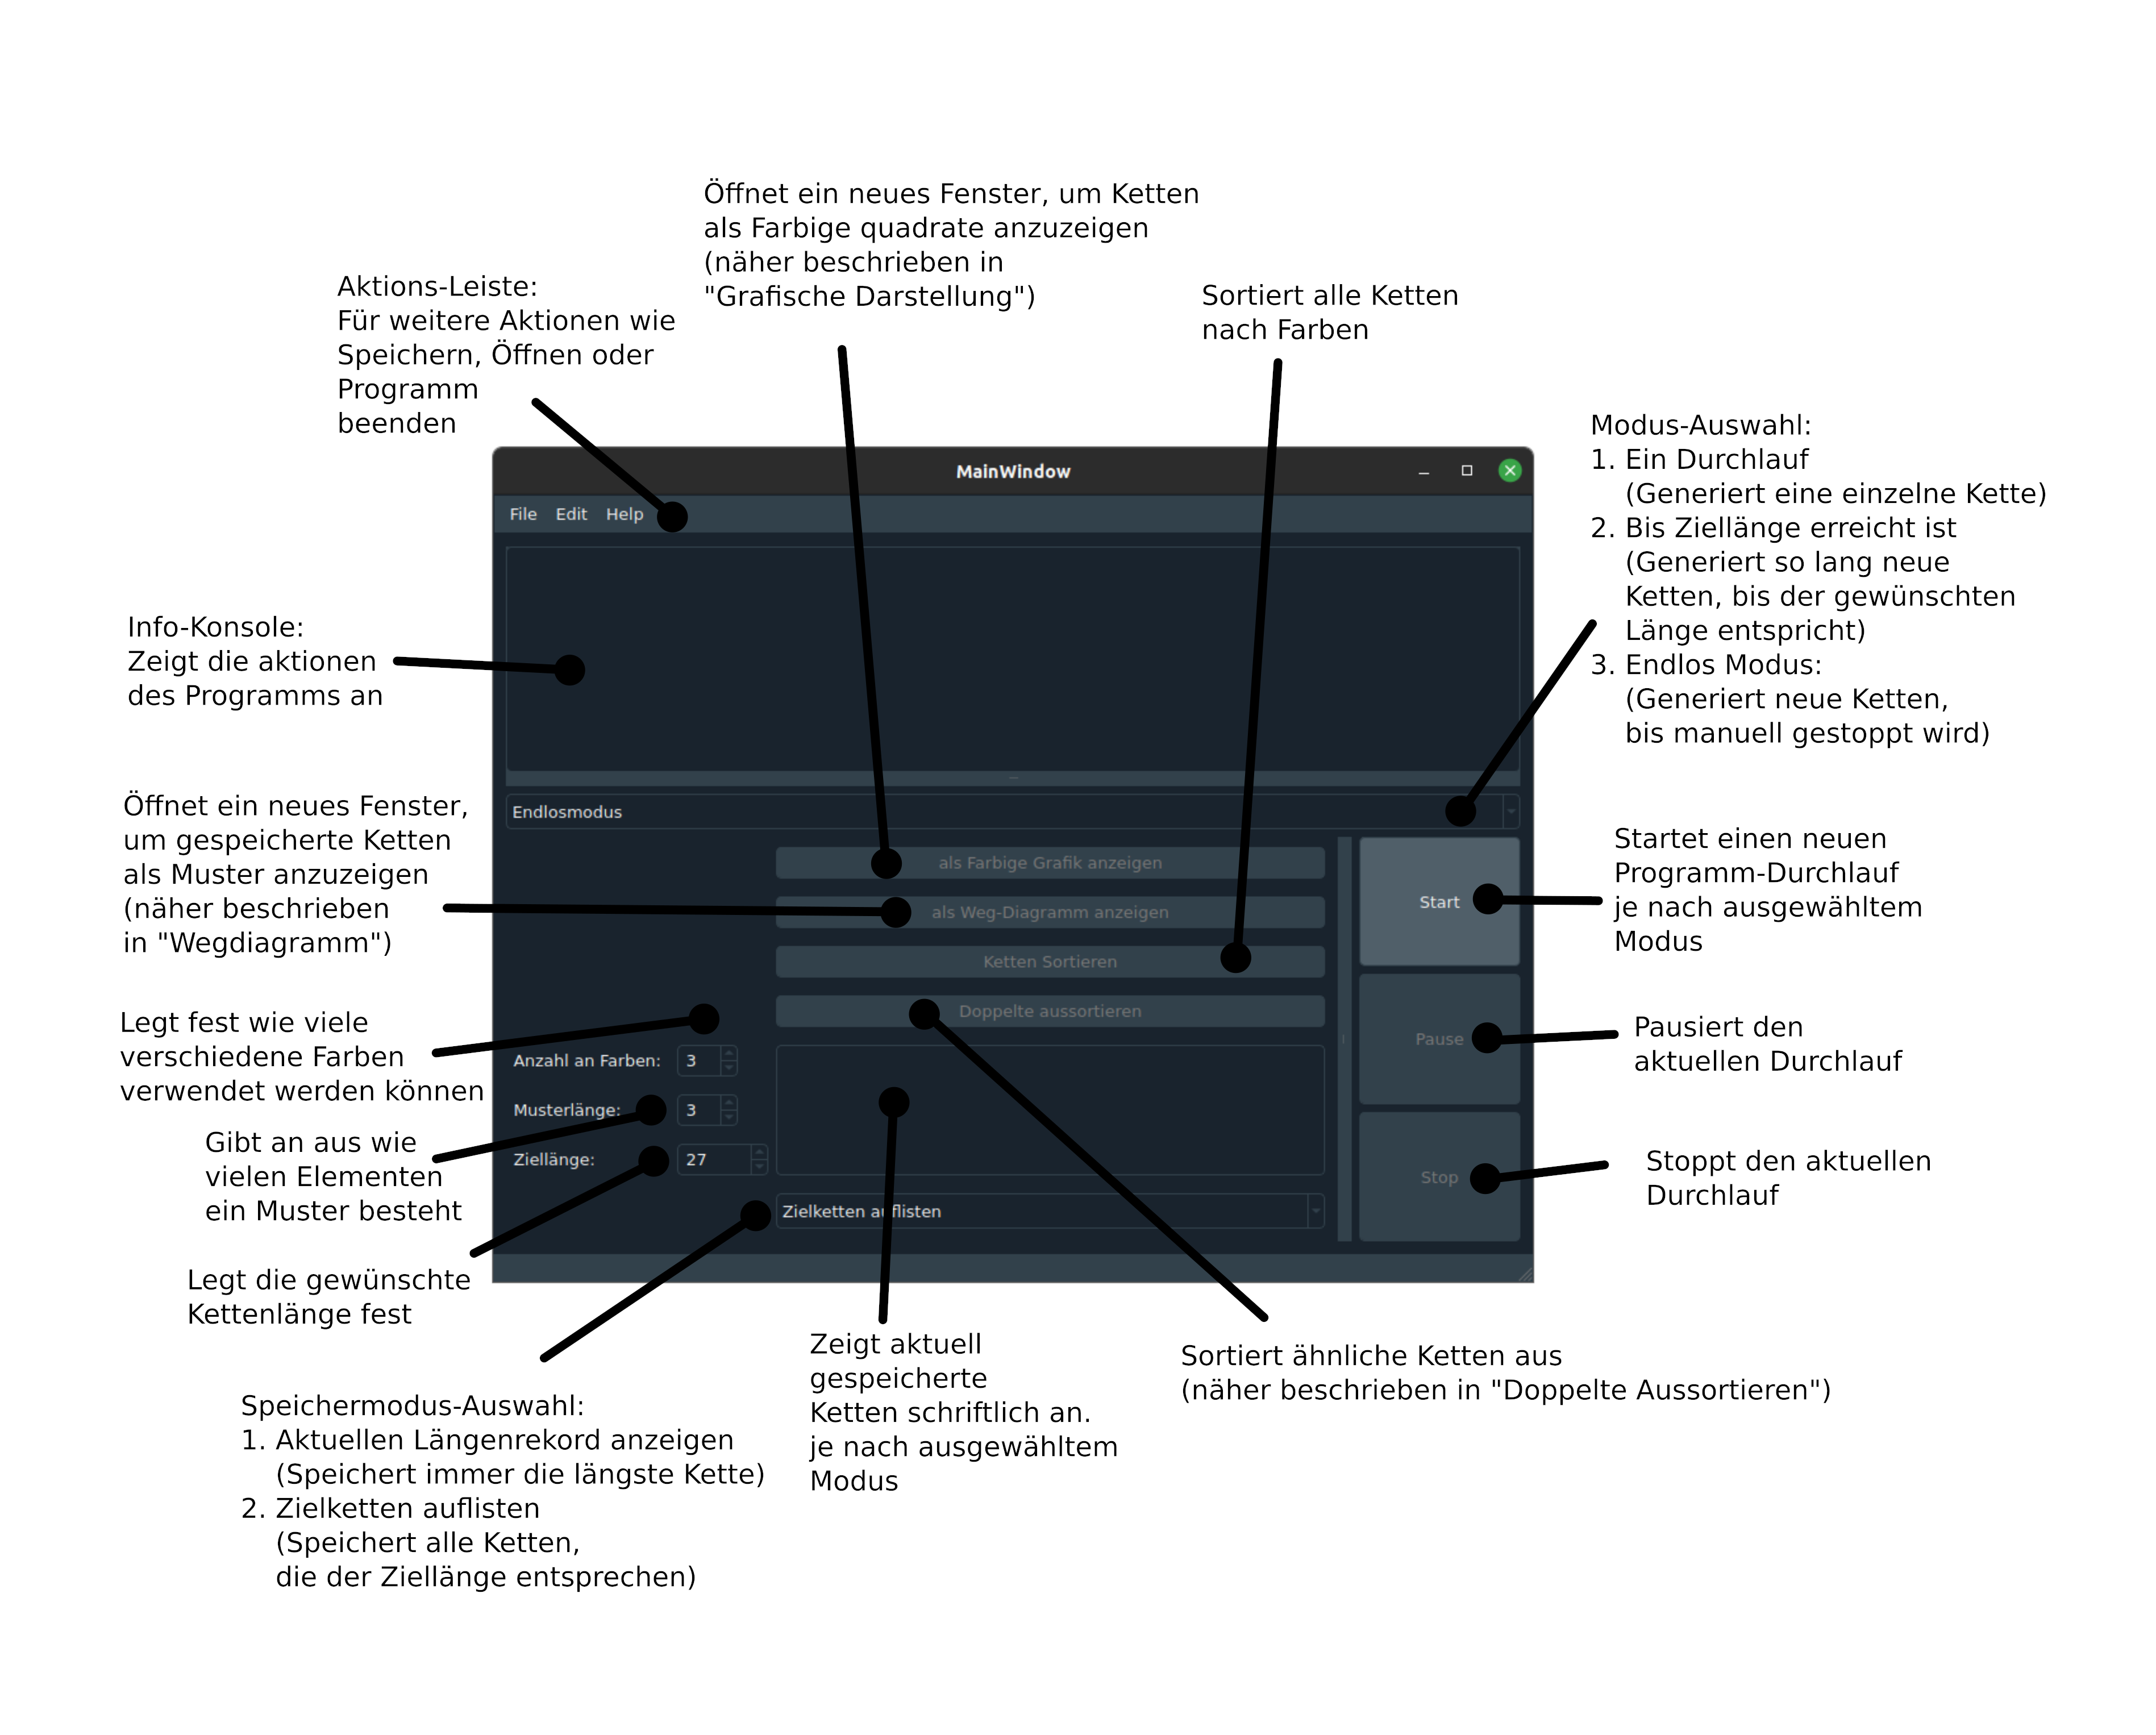 Öffnet ein neues Fenster, um Ketten
als Farbige quadrate anzuzeigen
(näher beschrieben in
"Grafische Darstellung")
Aktions-Leiste:
Für weitere Aktionen wie
Speichern, Öffnen oder
Programm
beenden
Sortiert alle Ketten
nach Farben
Modus-Auswahl:
1. Ein Durchlauf
(Generiert eine einzelne Kette)
2. Bis Ziellänge erreicht ist
(Generiert so lang neue
Ketten, bis der gewünschten
Länge entspricht)
3. Endlos Modus:
(Generiert neue Ketten,
bis manuell gestoppt wird)
MainWindow
File Edit Help
Info-Konsole:
Zeigt die aktionen
des Programms an
Endlosmodus
Öffnet ein neues Fenster,
um gespeicherte Ketten
als Muster anzuzeigen
(näher beschrieben
in "Wegdiagramm")
als Farbige Grafik anzeigen
als Weg-Diagramm anzeigen
Ketten Sortieren
Doppelte aussortieren
Start
Startet einen neuen
Programm-Durchlauf
je nach ausgewähltem
Modus
Legt fest wie viele
verschiedene Farben
verwendet werden können
Anzahl an Farben: 3
Musterlänge: 3
Ziellänge: 27
Pause
Pausiert den
aktuellen Durchlauf
Gibt an aus wie
vielen Elementen
ein Muster besteht
Stop
Stoppt den aktuellen
Durchlauf
Zielketten auflisten
Legt die gewünschte
Kettenlänge fest
Zeigt aktuell
gespeicherte
Ketten schriftlich an.
je nach ausgewähltem
Modus
Sortiert ähnliche Ketten aus
(näher beschrieben in "Doppelte Aussortieren")
Speichermodus-Auswahl:
1. Aktuellen Längenrekord anzeigen
(Speichert immer die längste Kette)
2. Zielketten auflisten
(Speichert alle Ketten,
die der Ziellänge entsprechen)